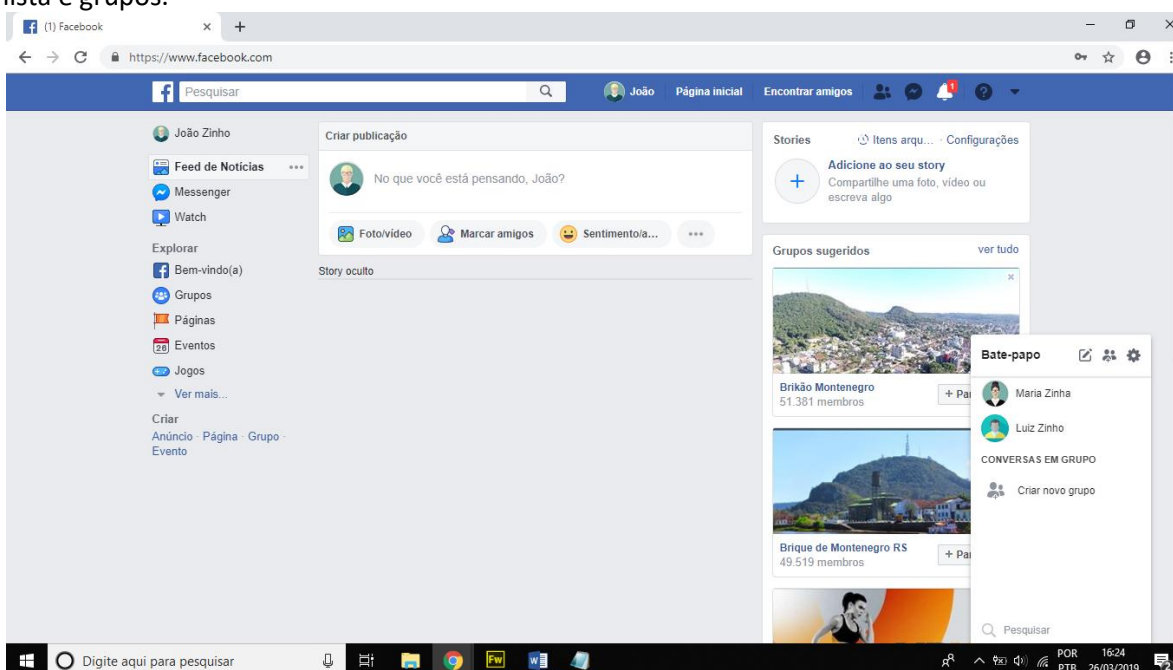 lista e grupos.
(1) Facebook
https://www.facebook.com
Pesquisar
João Página inicial Encontrar amigos 1
João Zinho
Feed de Notícias
Messenger
Watch
Explorar
Bem-vindo(a)
Grupos
Páginas
26 Eventos
Jogos
Ver mais...
Criar
Anúncio · Página · Grupo ·
Evento
Criar publicação
No que você está pensando, João?
Foto/vídeo Marcar amigos Sentimento/a...
Story oculto
Stories Itens arqu... · Configurações
Adicione ao seu story
Compartilhe uma foto, vídeo ou
escreva algo
Grupos sugeridos ver tudo
Brikão Montenegro
51.381 membros
+ Pa
Brique de Montenegro RS
49.519 membros
+ Pa
Bate-papo
Maria Zinha
Luiz Zinho
CONVERSAS EM GRUPO
Criar novo grupo
Pesquisar
Digite aqui para pesquisar
Fw
POR 16:24
PTB 26/03/2019